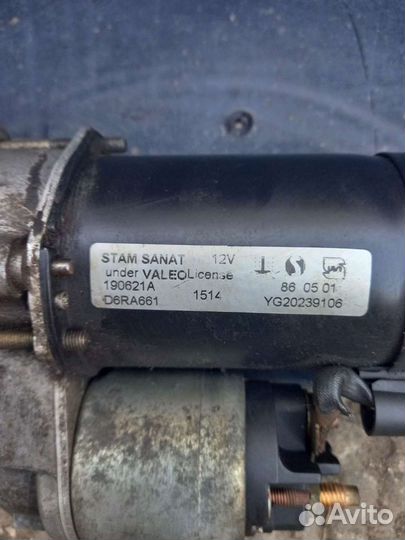 STAM SANAT 12V
under VALEO License
190621A 86 05 01
D6RA661 1514 YG20239106
Avito